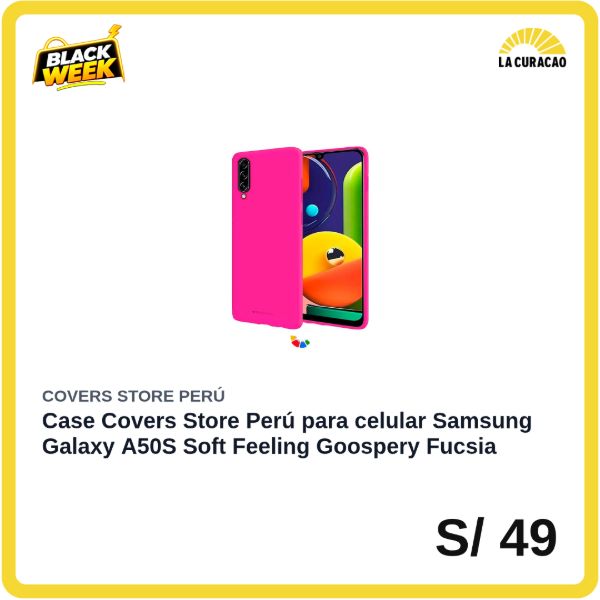 BLACK
WEEK
LA CURACAO
COVERS STORE PERÚ
Case Covers Store Perú para celular Samsung
Galaxy A50S Soft Feeling Goospery Fucsia
S/ 49